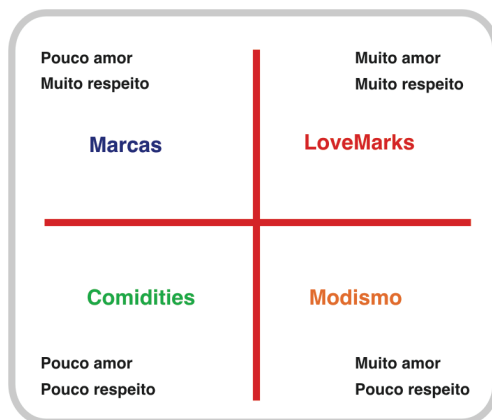 Pouco amor
Muito respeito
Muito amor
Muito respeito
Marcas
LoveMarks
Comidities
Modismo
Pouco amor
Pouco respeito
Muito amor
Pouco respeito